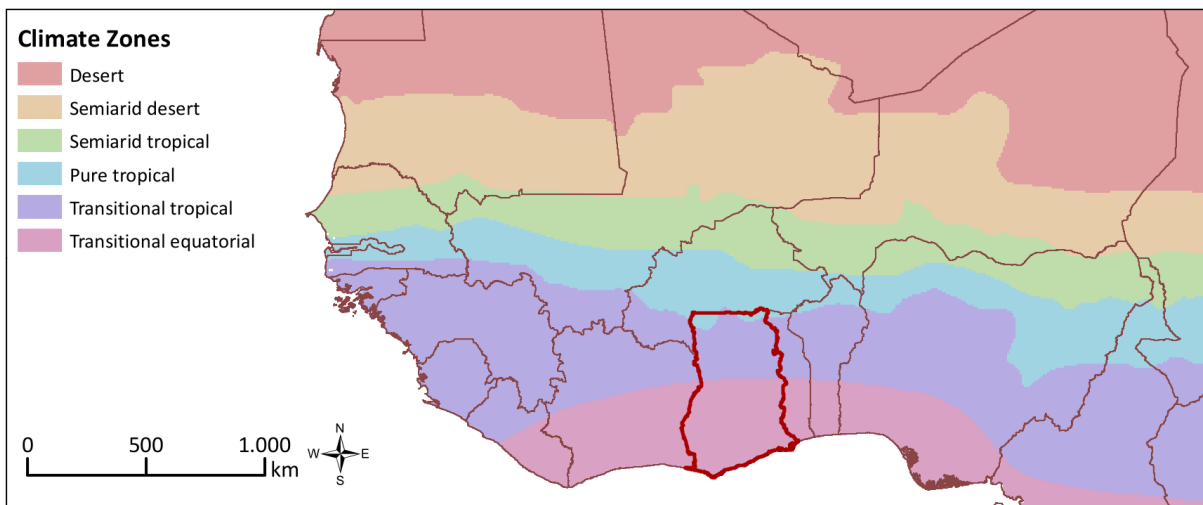 Climate Zones
Desert
Semiarid desert
Semiarid tropical
Pure tropical
Transitional tropical
Transitional equatorial
0 500 1.000
km
N
W E
S